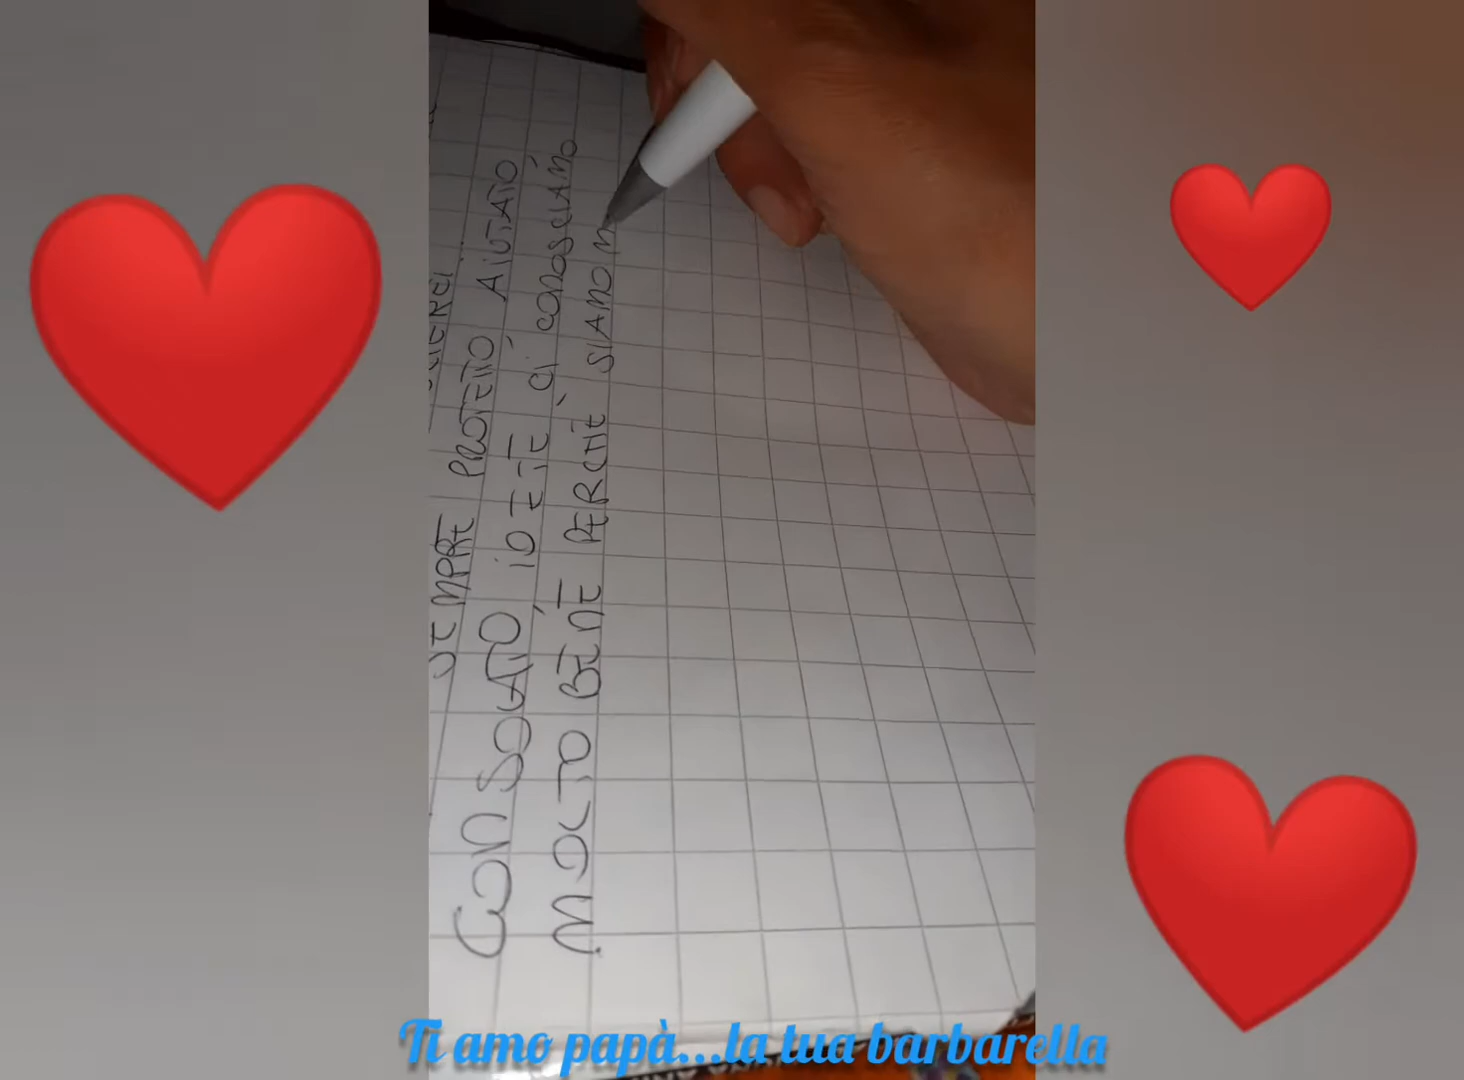 SEMPRE PROTETTO AIUTATO
CONSOLATO IO E TE CI CONOSCIAMO
MOLTO BENE PERCHÈ SIAMO M
Ti amo papà...la tua barbarella